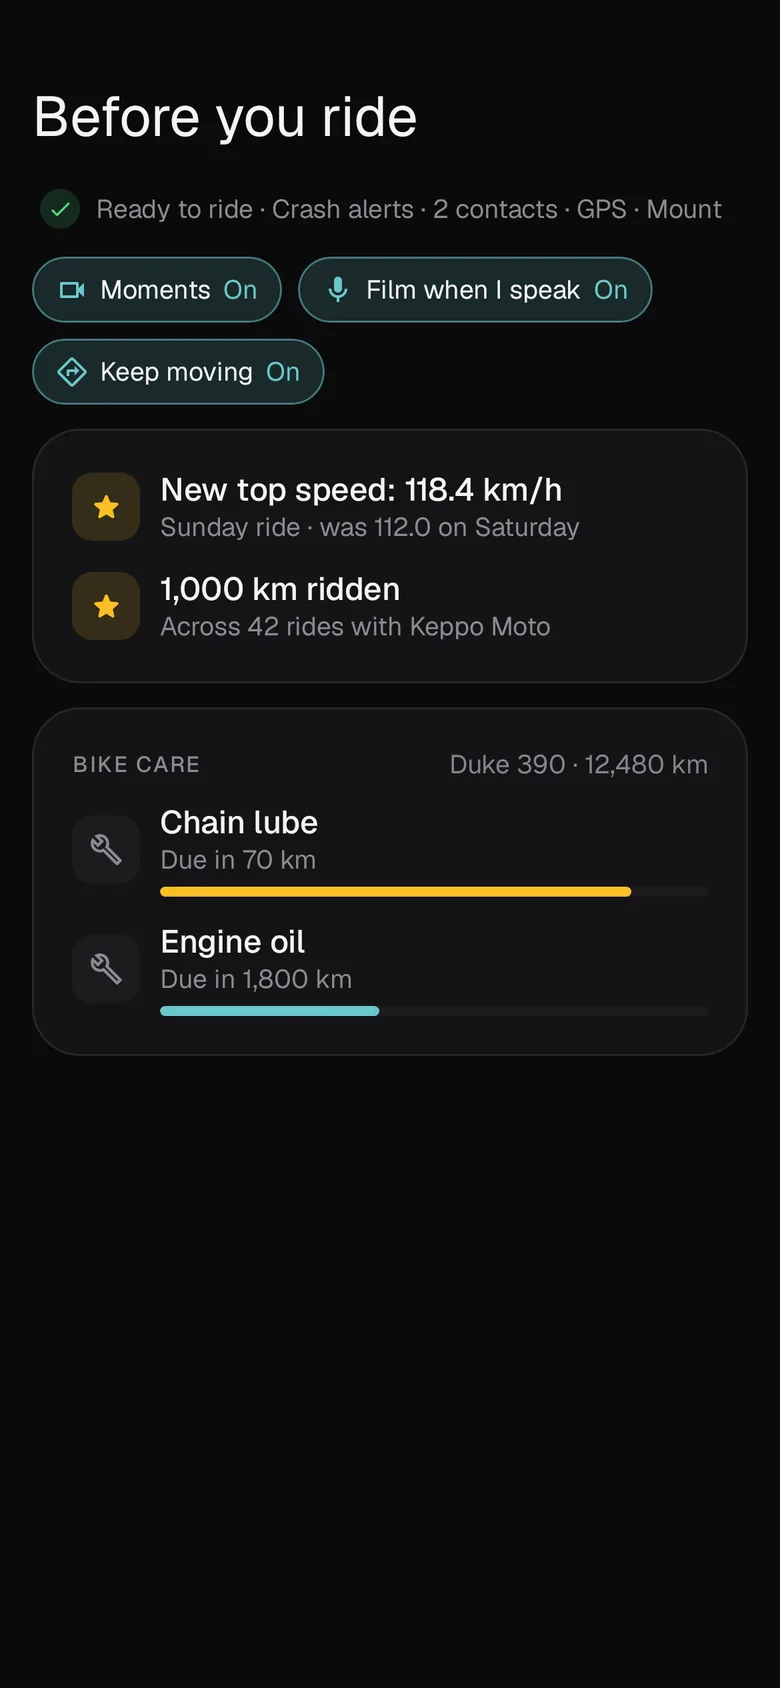 Before you ride
Ready to ride · Crash alerts · 2 contacts · GPS · Mount
Moments On
Film when I speak On
Keep moving On
New top speed: 118.4 km/h
Sunday ride · was 112.0 on Saturday
1,000 km ridden
Across 42 rides with Keppo Moto
BIKE CARE
Duke 390 · 12,480 km
Chain lube
Due in 70 km
Engine oil
Due in 1,800 km